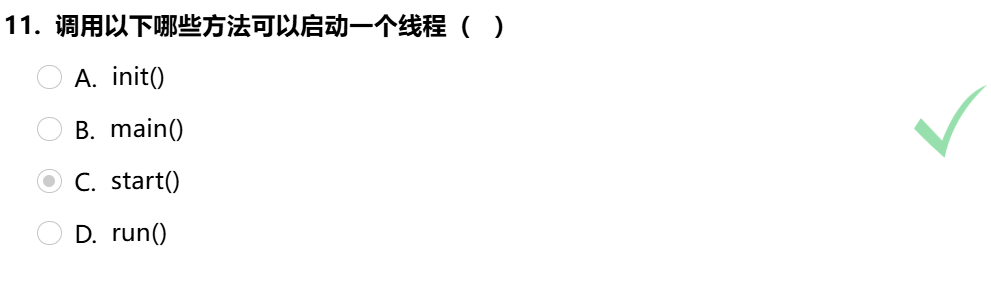 11. 调用以下哪些方法可以启动一个线程（ ）
A. init()
B. main()
C. start()
D. run()